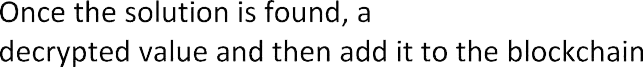 Once the solution is found, a
decrypted value and then add it to the blockchain